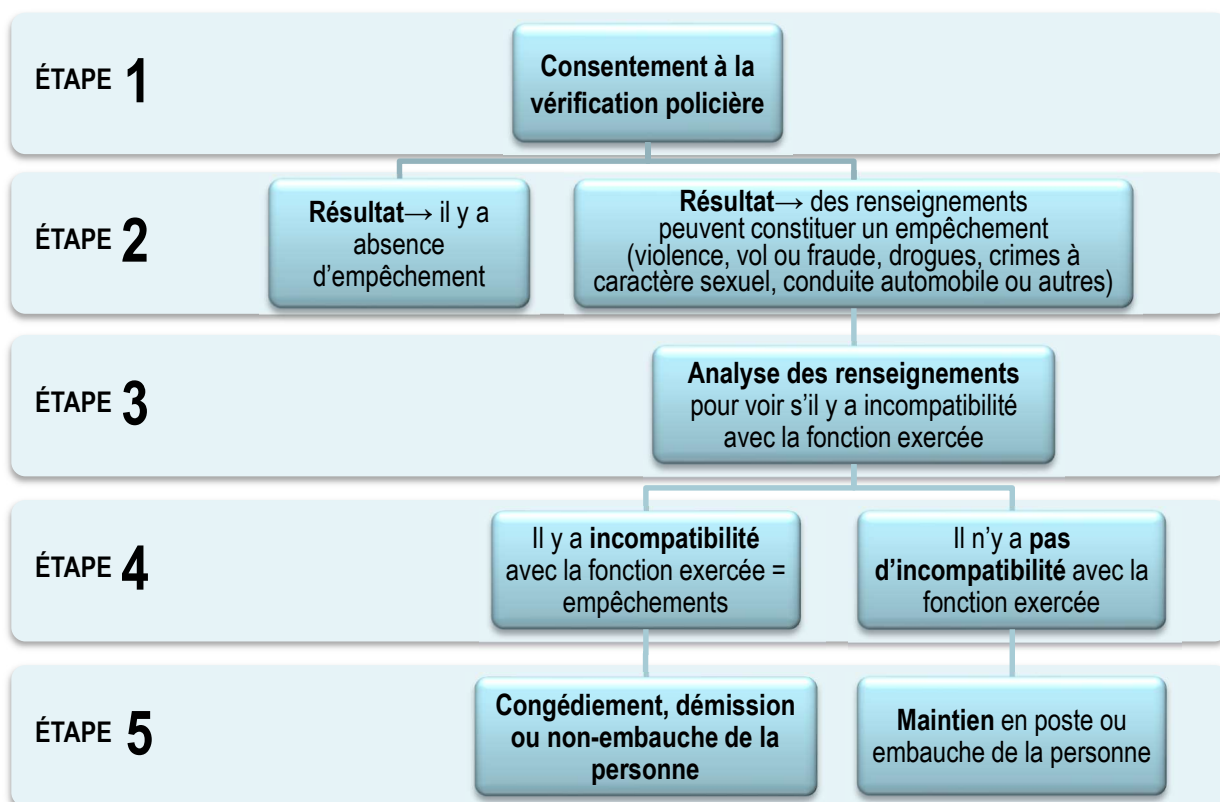 ÉTAPE 1
Consentement à la
vérification policière
ÉTAPE 2
Résultat→ il y a
absence
d'empêchement
Résultat→ des renseignements
peuvent constituer un empêchement
(violence, vol ou fraude, drogues, crimes à
caractère sexuel, conduite automobile ou autres)
ÉTAPE 3
Analyse des renseignements
pour voir s'il y a incompatibilité
avec la fonction exercée
ÉTAPE 4
Il y a incompatibilité
avec la fonction exercée =
empêchements
Il n'y a pas
d'incompatibilité avec la
fonction exercée
ÉTAPE 5
Congédiement, démission
ou non-embauche de la
personne
Maintien en poste ou
embauche de la personne